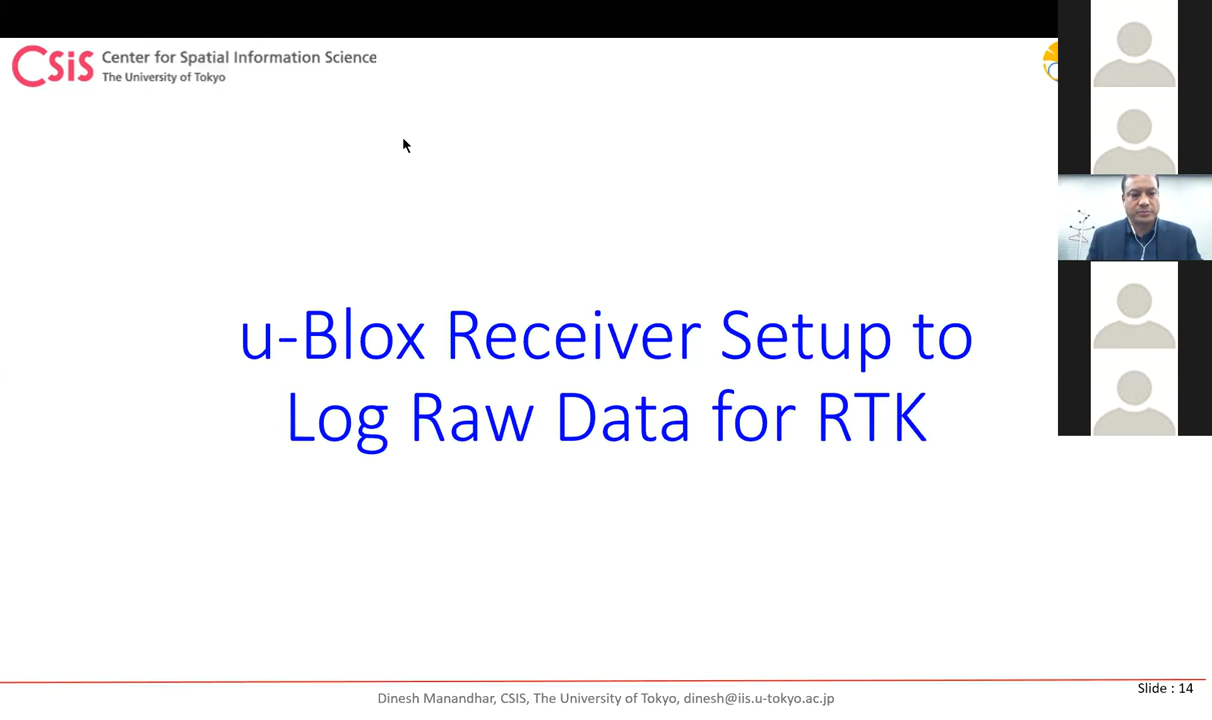 CSiS Center for Spatial Information Science
The University of Tokyo
u-Blox Receiver Setup to
Log Raw Data for RTK
Slide : 14
Dinesh Manandhar, CSIS, The University of Tokyo, dinesh@iis.u-tokyo.ac.jp